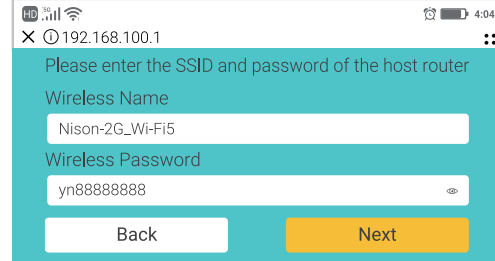 HD 5G 4:04
192.168.100.1
Please enter the SSID and password of the host router
Wireless Name
Nison-2G_Wi-Fi5
Wireless Password
yn88888888
Back Next